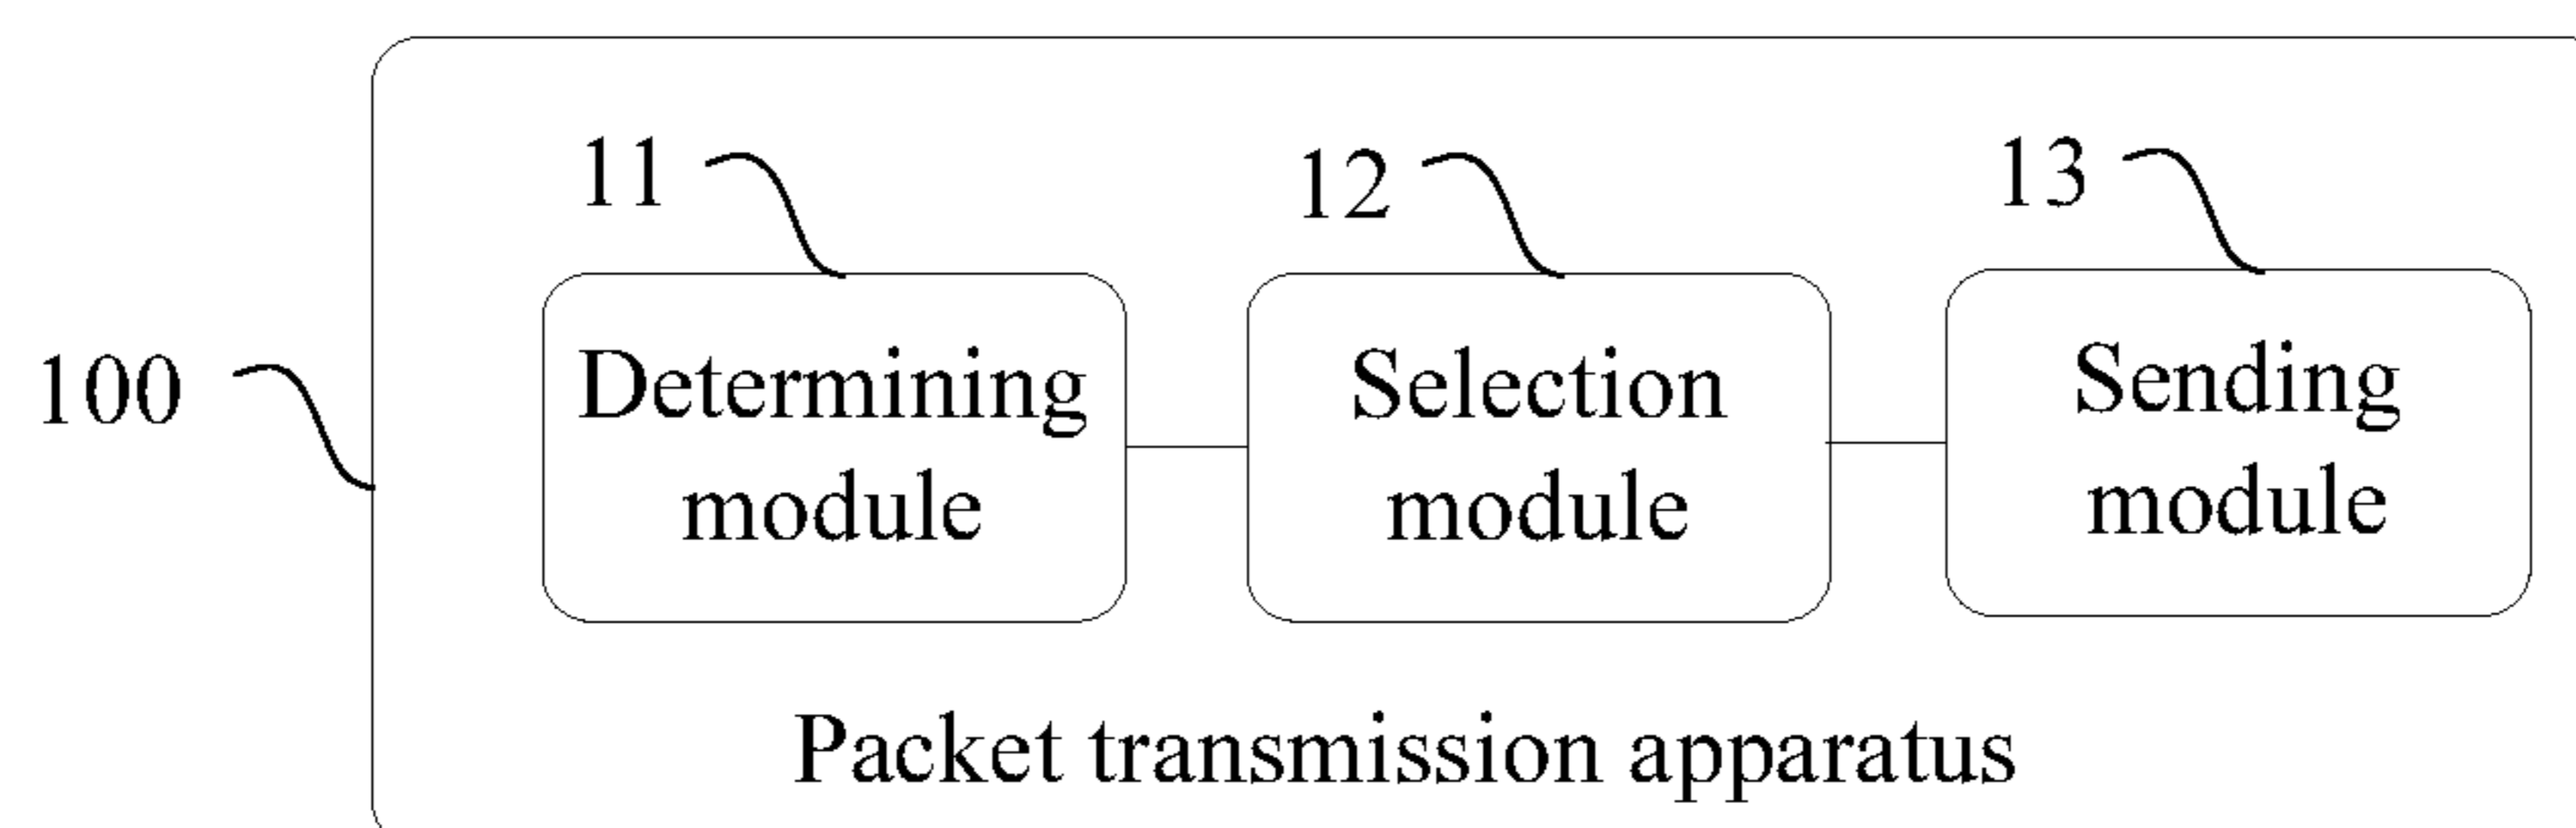 11
12
13
100
Determining
module
Selection
module
Sending
module
Packet transmission apparatus